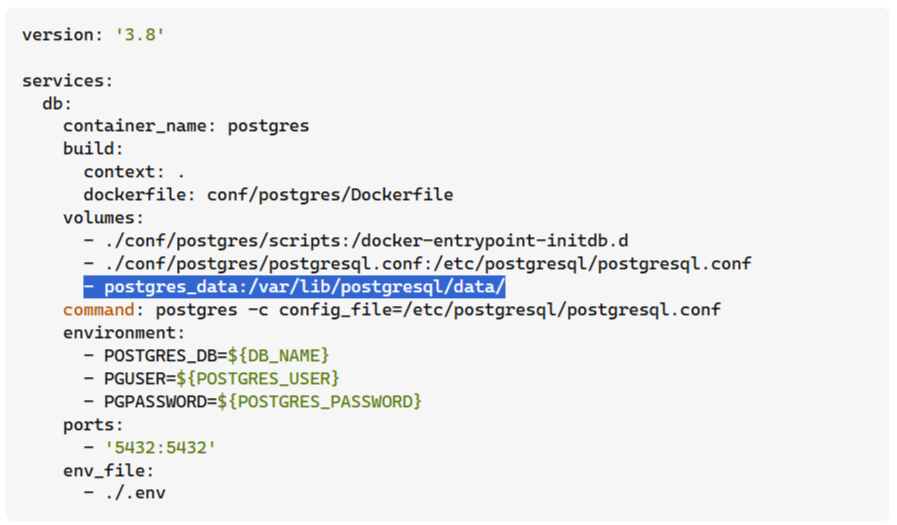 version: '3.8'
services:
db:
container_name: postgres
build:
context: .
dockerfile: conf/postgres/Dockerfile
volumes:
- ./conf/postgres/scripts:/docker-entrypoint-initdb.d
- ./conf/postgres/postgresql.conf:/etc/postgresql/postgresql.conf
- postgres_data:/var/lib/postgresql/data/
command: postgres -c config_file=/etc/postgresql/postgresql.conf
environment:
- POSTGRES_DB=${DB_NAME}
- PGUSER=${POSTGRES_USER}
- PGPASSWORD=${POSTGRES_PASSWORD}
ports:
- '5432:5432'
env_file:
- ./.env